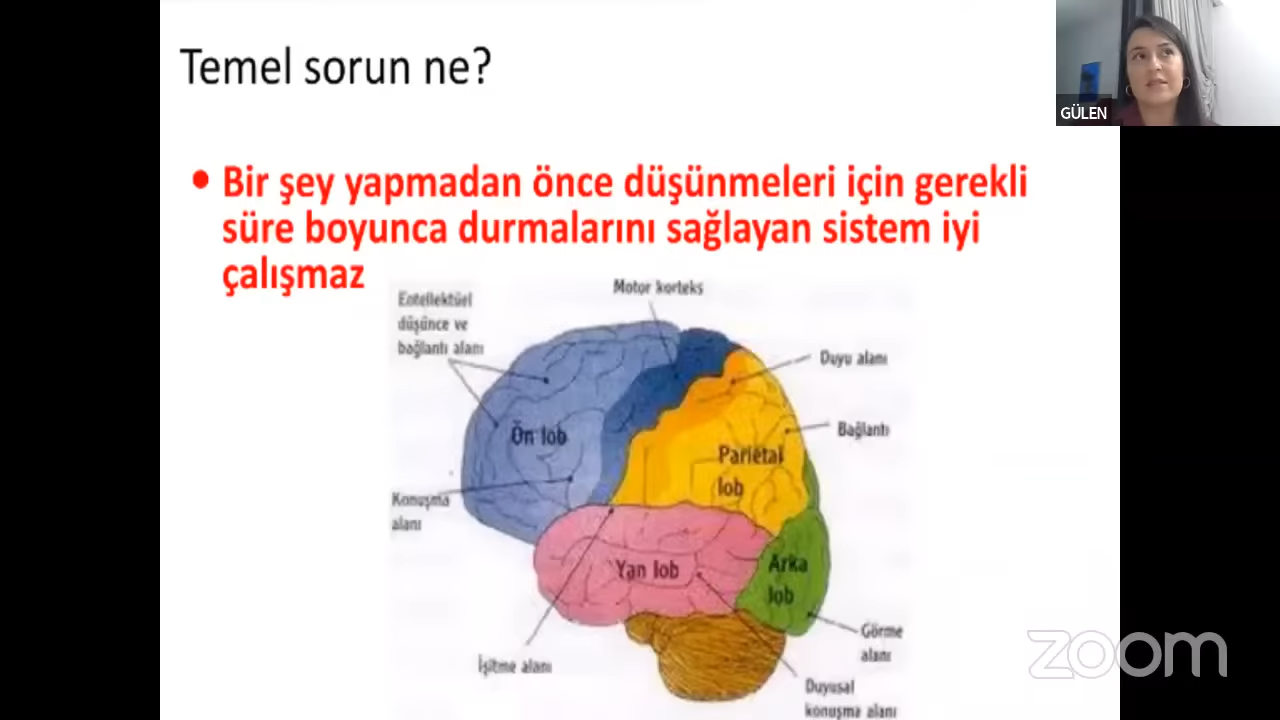 Temel sorun ne?
GÜLEN
• Bir şey yapmadan önce düşünmeleri için gerekli
süre boyunca durmalarını sağlayan sistem iyi
çalışmaz
Motor korteks
Entellektüel
düşünce ve
bağlantı alanı
Duyu alanı
Bağlantı
Ön lob
Parietal
lob
Konuşma
alanı
Yan lob
Arka
lob
Görme
alanı
İşitme alanı
Duyusal
konuşma alanı
zoom